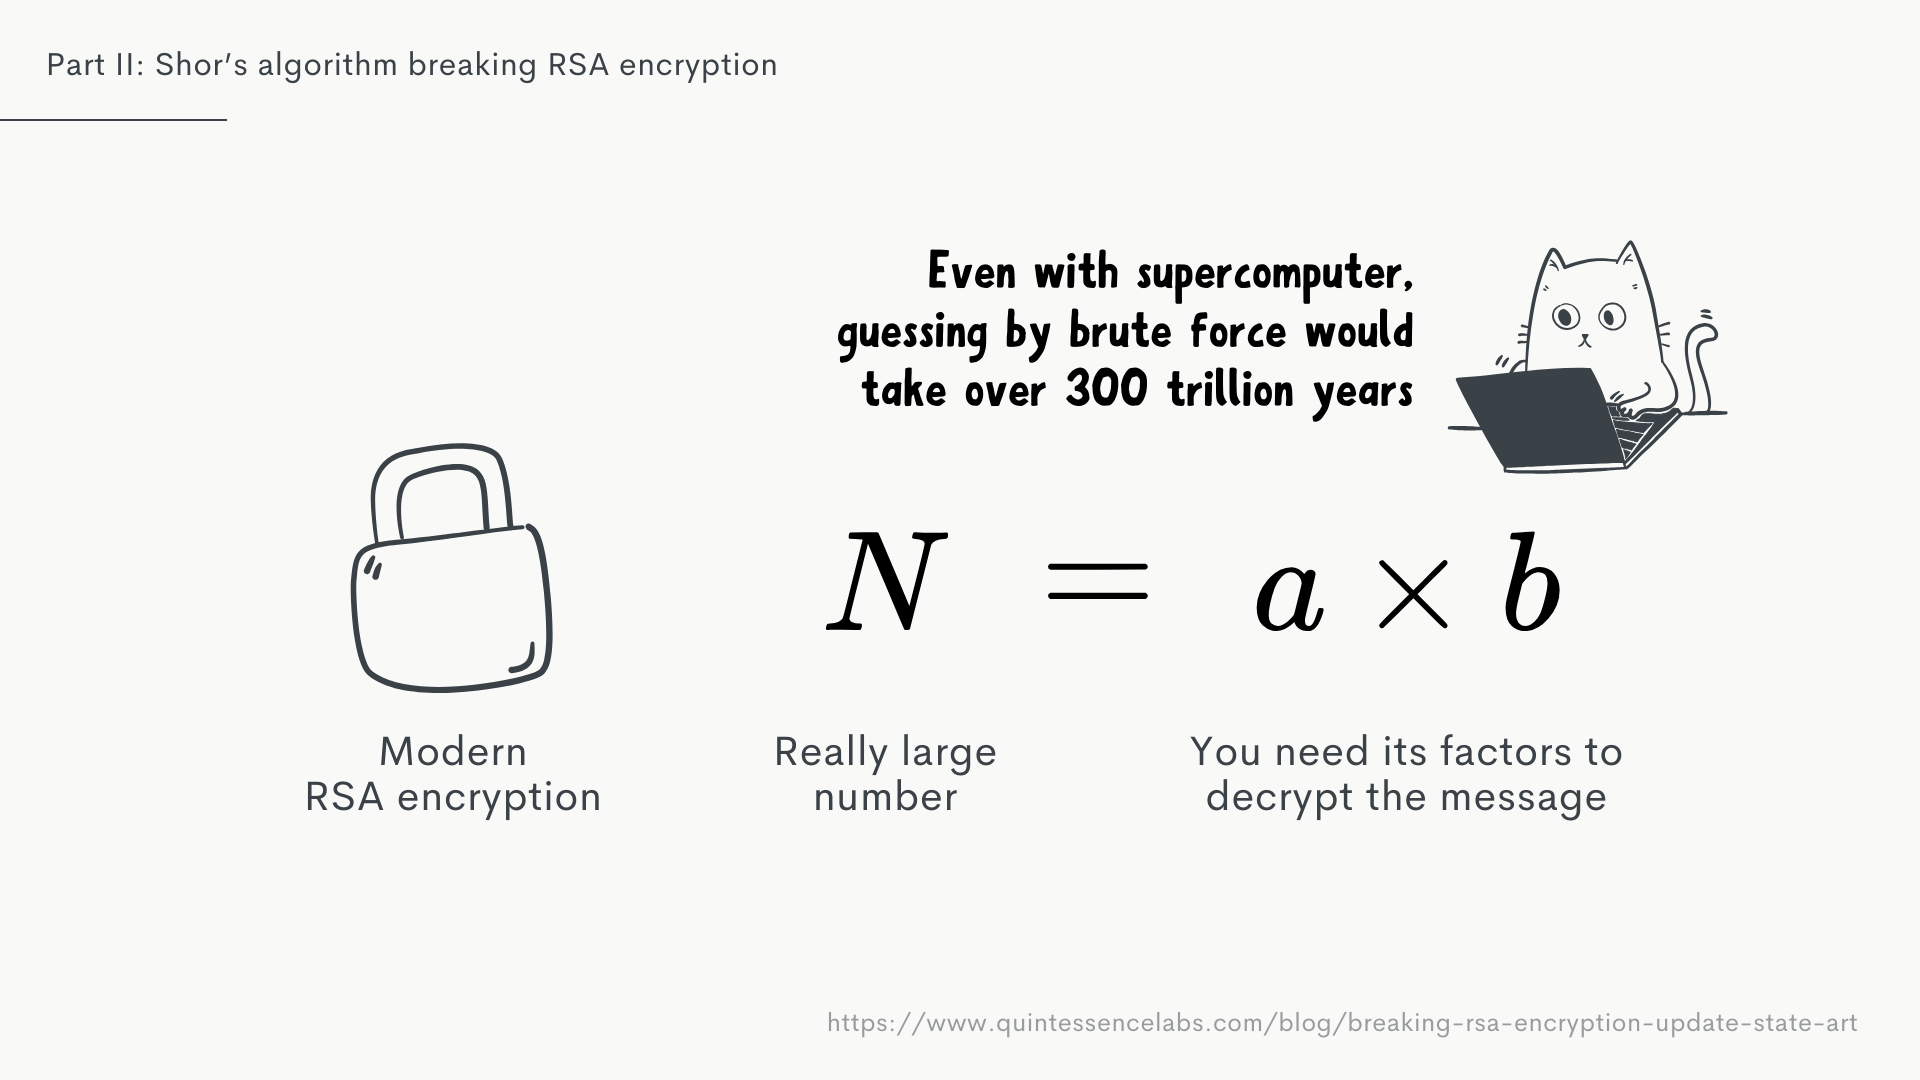 Part II: Shor’s algorithm breaking RSA encryption
Even with supercomputer,
guessing by brute force would
take over 300 trillion years
N = a × b
Modern
RSA encryption
Really large
number
You need its factors to
decrypt the message
https://www.quintessencelabs.com/blog/breaking-rsa-encryption-update-state-art